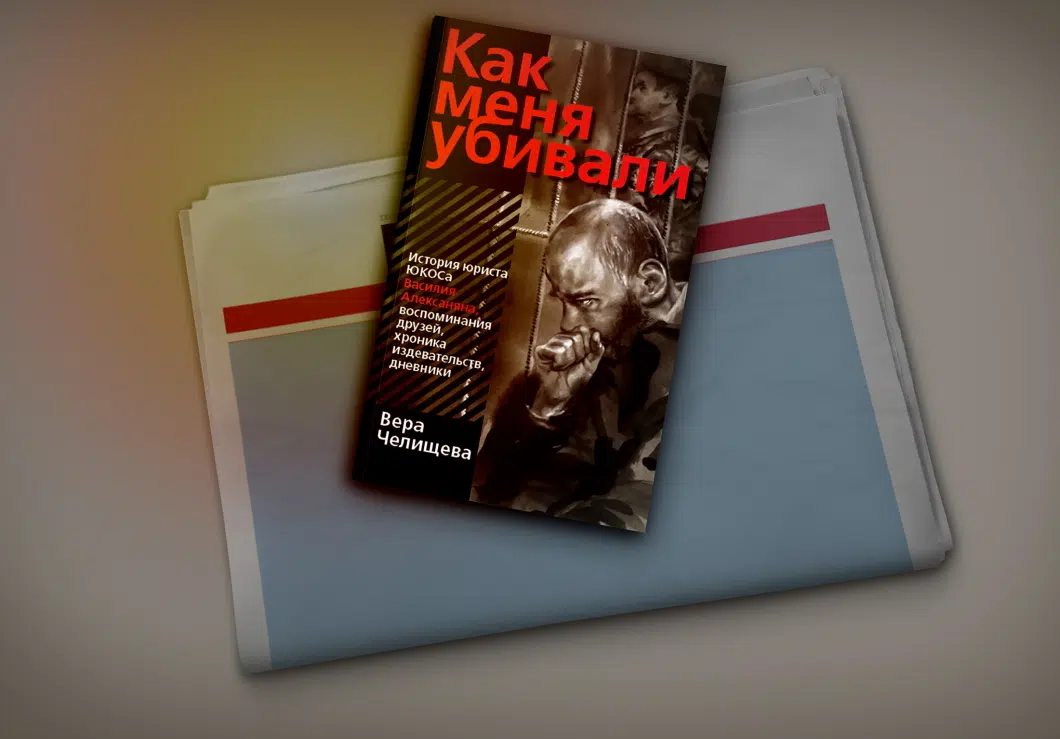 Как
меня
убивали
История юриста
ЮКОСа
Василия
Алексаняна,
воспоминания
друзей,
хроника
издевательств,
дневники
Вера
Челищева